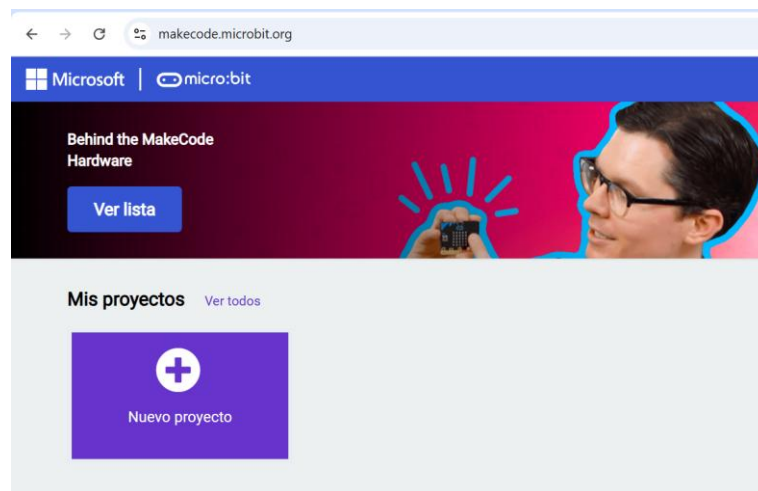 makecode.microbit.org
Microsoft | micro:bit
Behind the MakeCode
Hardware
Ver lista
Mis proyectos Ver todos
Nuevo proyecto